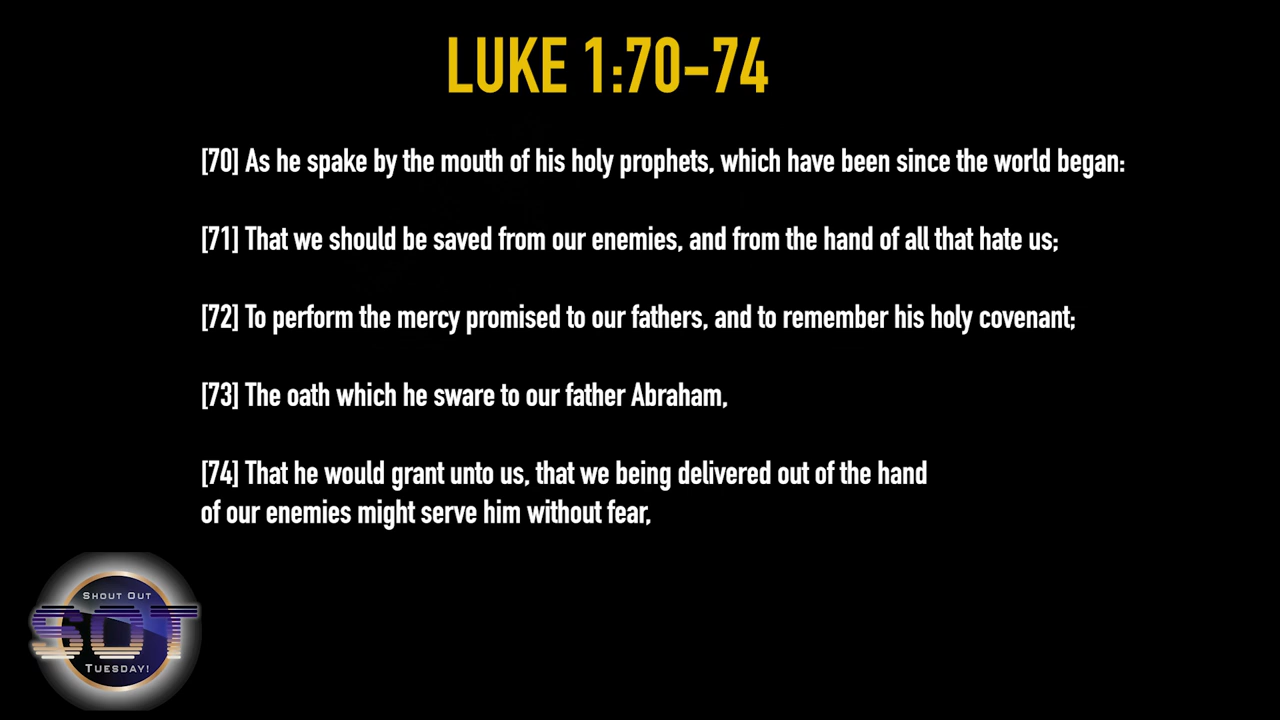 LUKE 1:70-74
[70] As he spake by the mouth of his holy prophets, which have been since the world began:
[71] That we should be saved from our enemies, and from the hand of all that hate us;
[72] To perform the mercy promised to our fathers, and to remember his holy covenant;
[73] The oath which he sware to our father Abraham,
[74] That he would grant unto us, that we being delivered out of the hand
of our enemies might serve him without fear,
SHOUT OUT
SOT
TUESDAY!